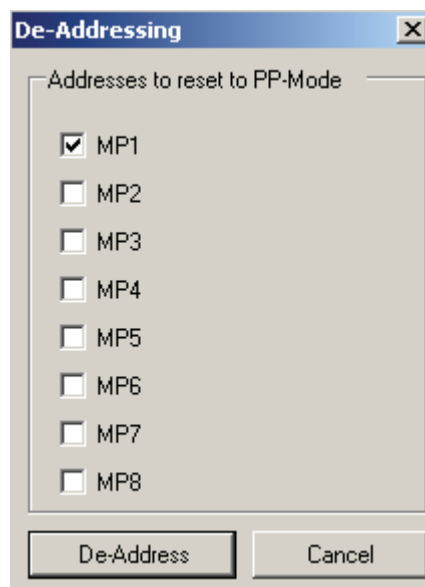 De-Addressing
Addresses to reset to PP-Mode
MP1
MP2
MP3
MP4
MP5
MP6
MP7
MP8
De-Address Cancel